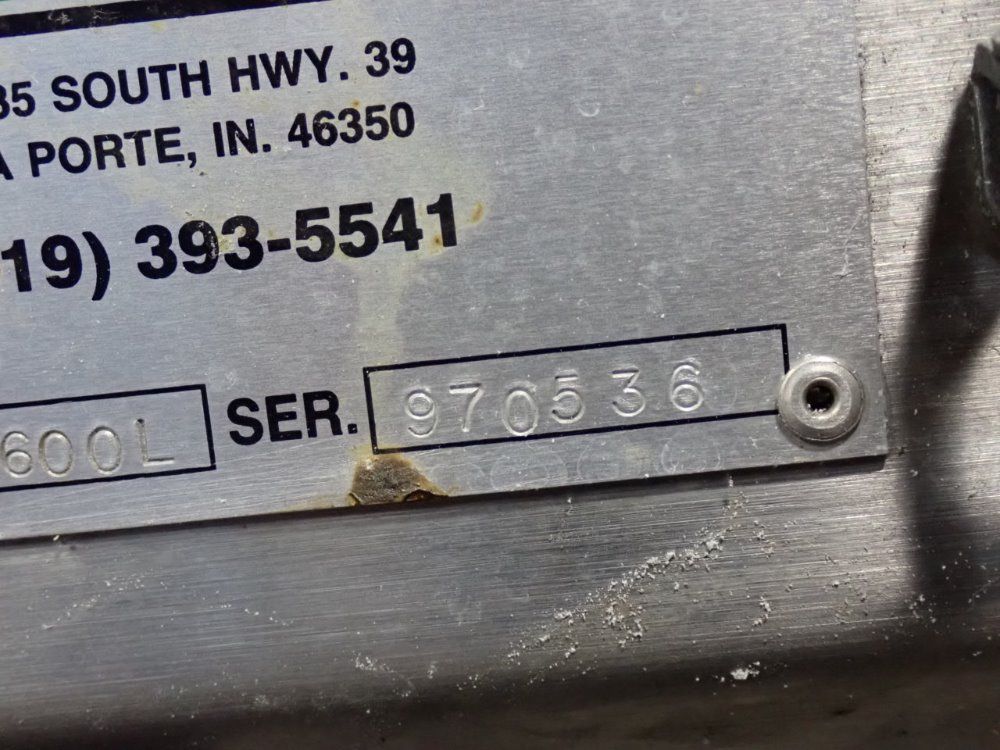 35 SOUTH HWY. 39
A PORTE, IN. 46350
19) 393-5541
600L SER. 970536